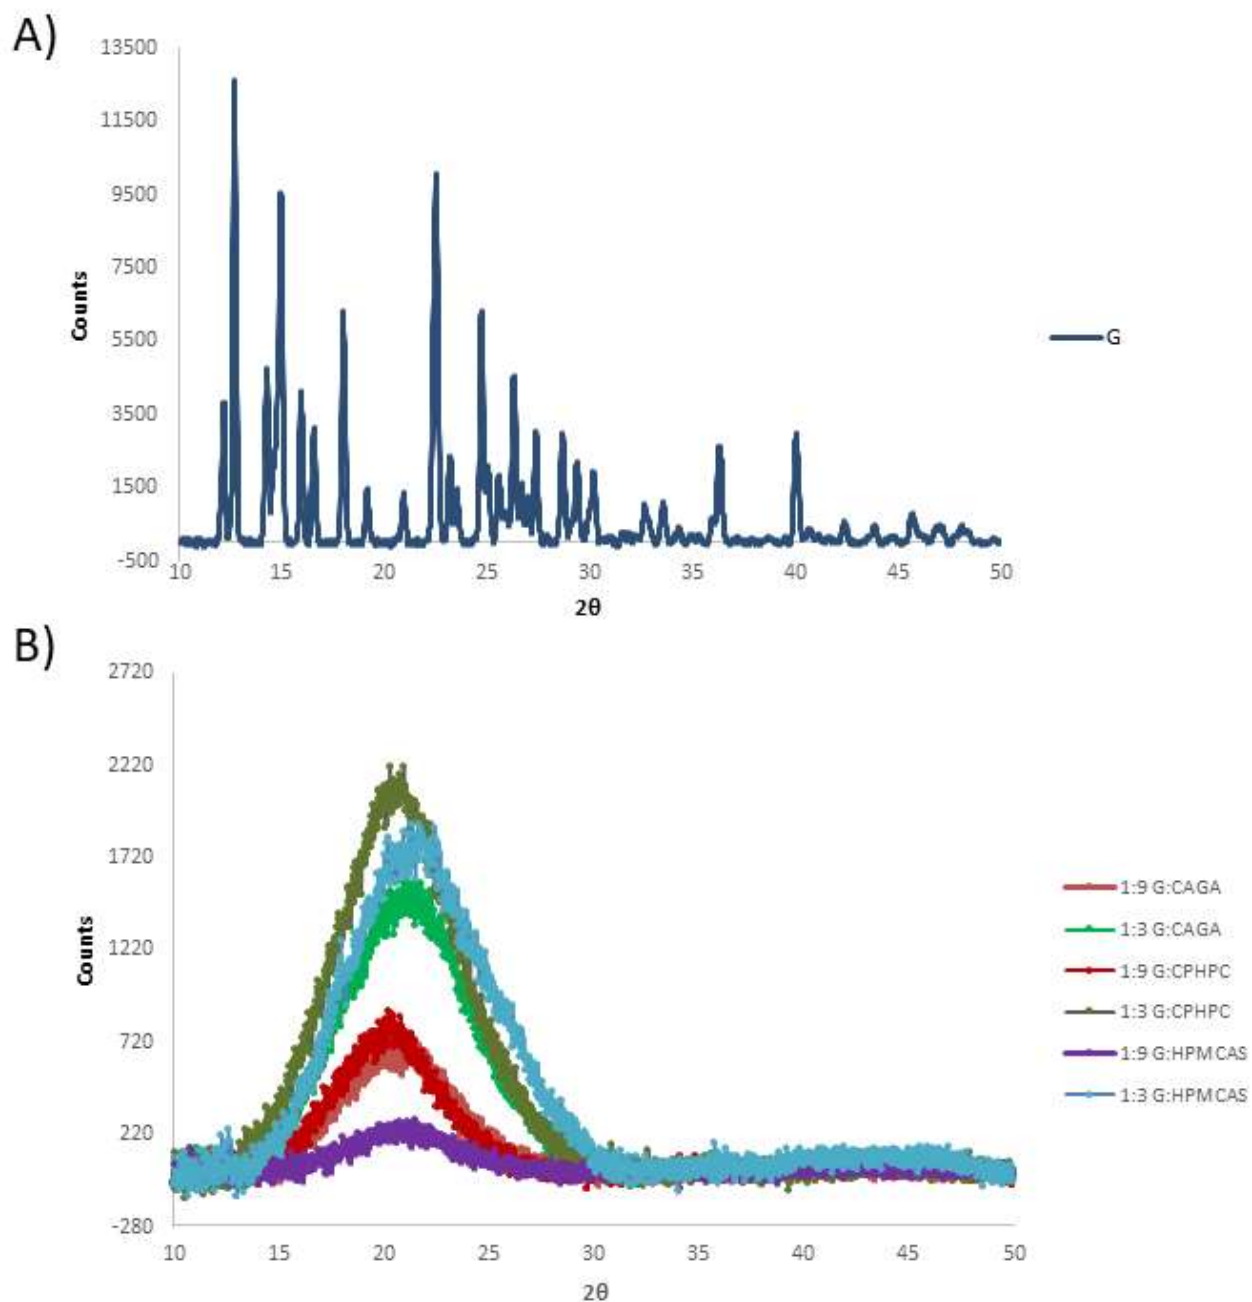 A)
13500
11500
9500
7500
5500
3500
1500
-500
Counts
10 15 20 25 30 35 40 45 50
2θ
G
B)
2720
2220
1720
1220
720
220
-280
Counts
10 15 20 25 30 35 40 45 50
2θ
1:9 G:CAGA
1:3 G:CAGA
1:9 G:CPHPC
1:3 G:CPHPC
1:9 G:HPMCAS
1:3 G:HPMCAS